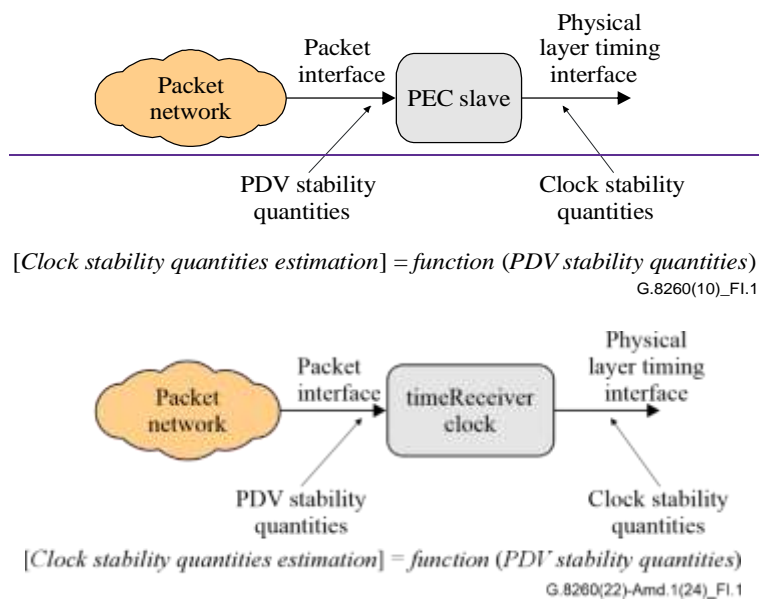 Packet
network
Packet
interface
PEC slave
Physical
layer timing
interface
PDV stability
quantities
Clock stability
quantities
[Clock stability quantities estimation] = function (PDV stability quantities)
G.8260(10)_FI.1
Packet
network
Packet
interface
timeReceiver
clock
Physical
layer timing
interface
PDV stability
quantities
Clock stability
quantities
[Clock stability quantities estimation] = function (PDV stability quantities)
G.8260(22)-Amd.1(24)_FI.1